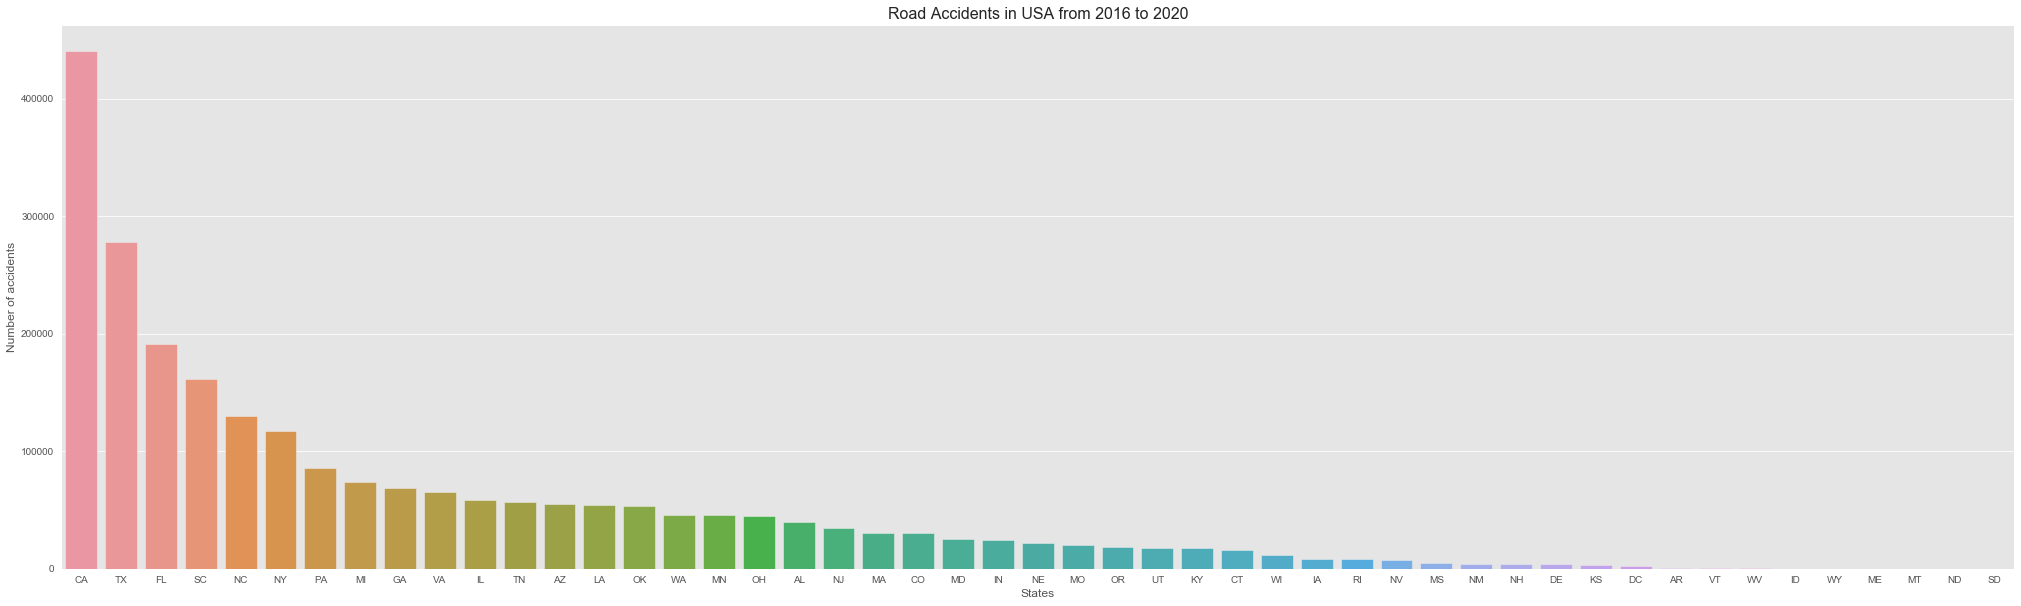 Road Accidents in USA from 2016 to 2020
Number of accidents
400000
300000
200000
100000
0
CA TX FL SC NC NY PA MI GA VA IL TN AZ LA OK WA MN OH AL NJ MA CO MD IN NE MO OR UT KY CT WI IA RI NV MS NM NH DE KS DC AR VT WV ID WY ME MT ND SD
States